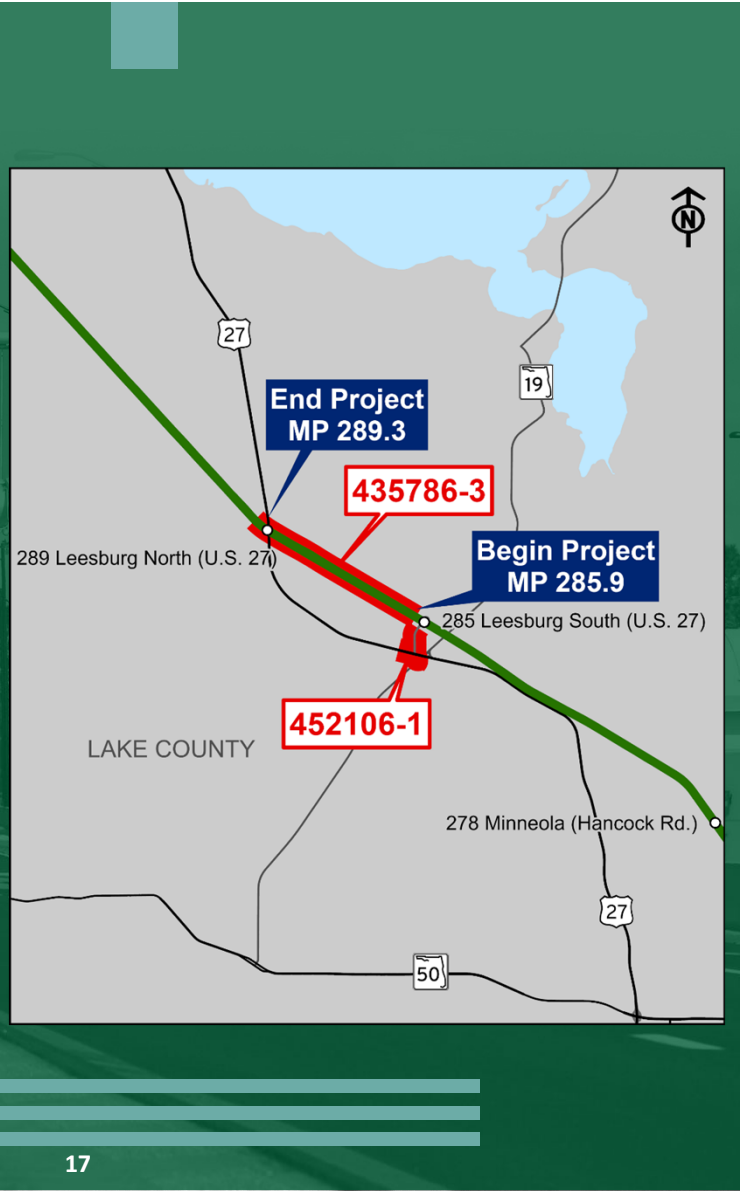 N
27
19
End Project
MP 289.3
435786-3
289 Leesburg North (U.S. 27)
Begin Project
MP 285.9
285 Leesburg South (U.S. 27)
452106-1
LAKE COUNTY
278 Minneola (Hancock Rd.)
27
50
17